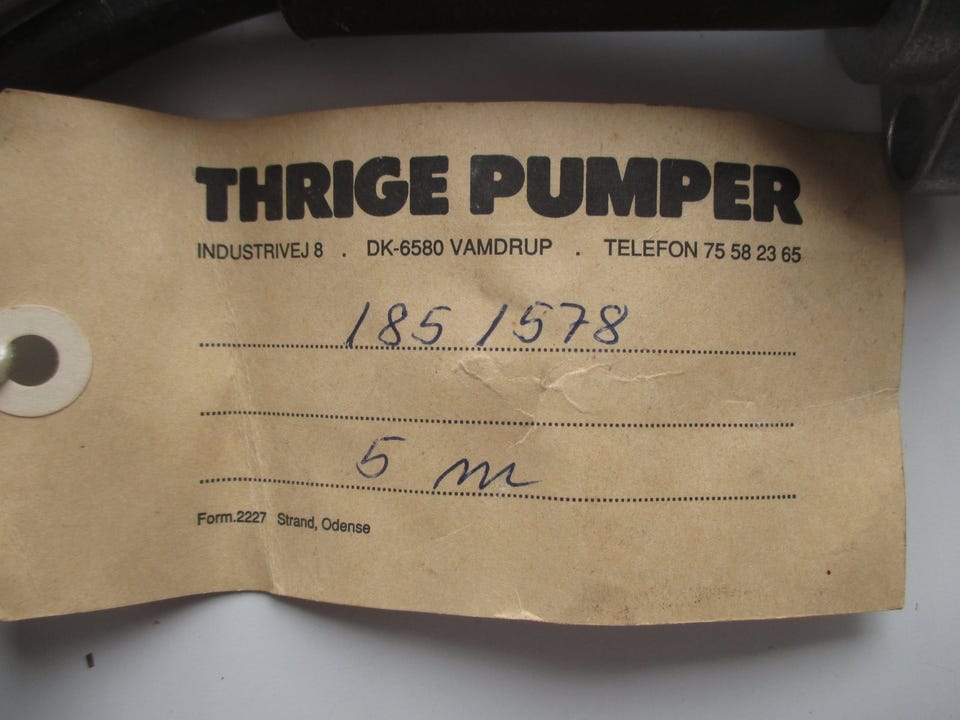 THRIGE PUMPER
INDUSTRIVEJ 8 . DK-6580 VAMDRUP . TELEFON 75 58 23 65
185 1578
5 m
Form.2227 Strand, Odense